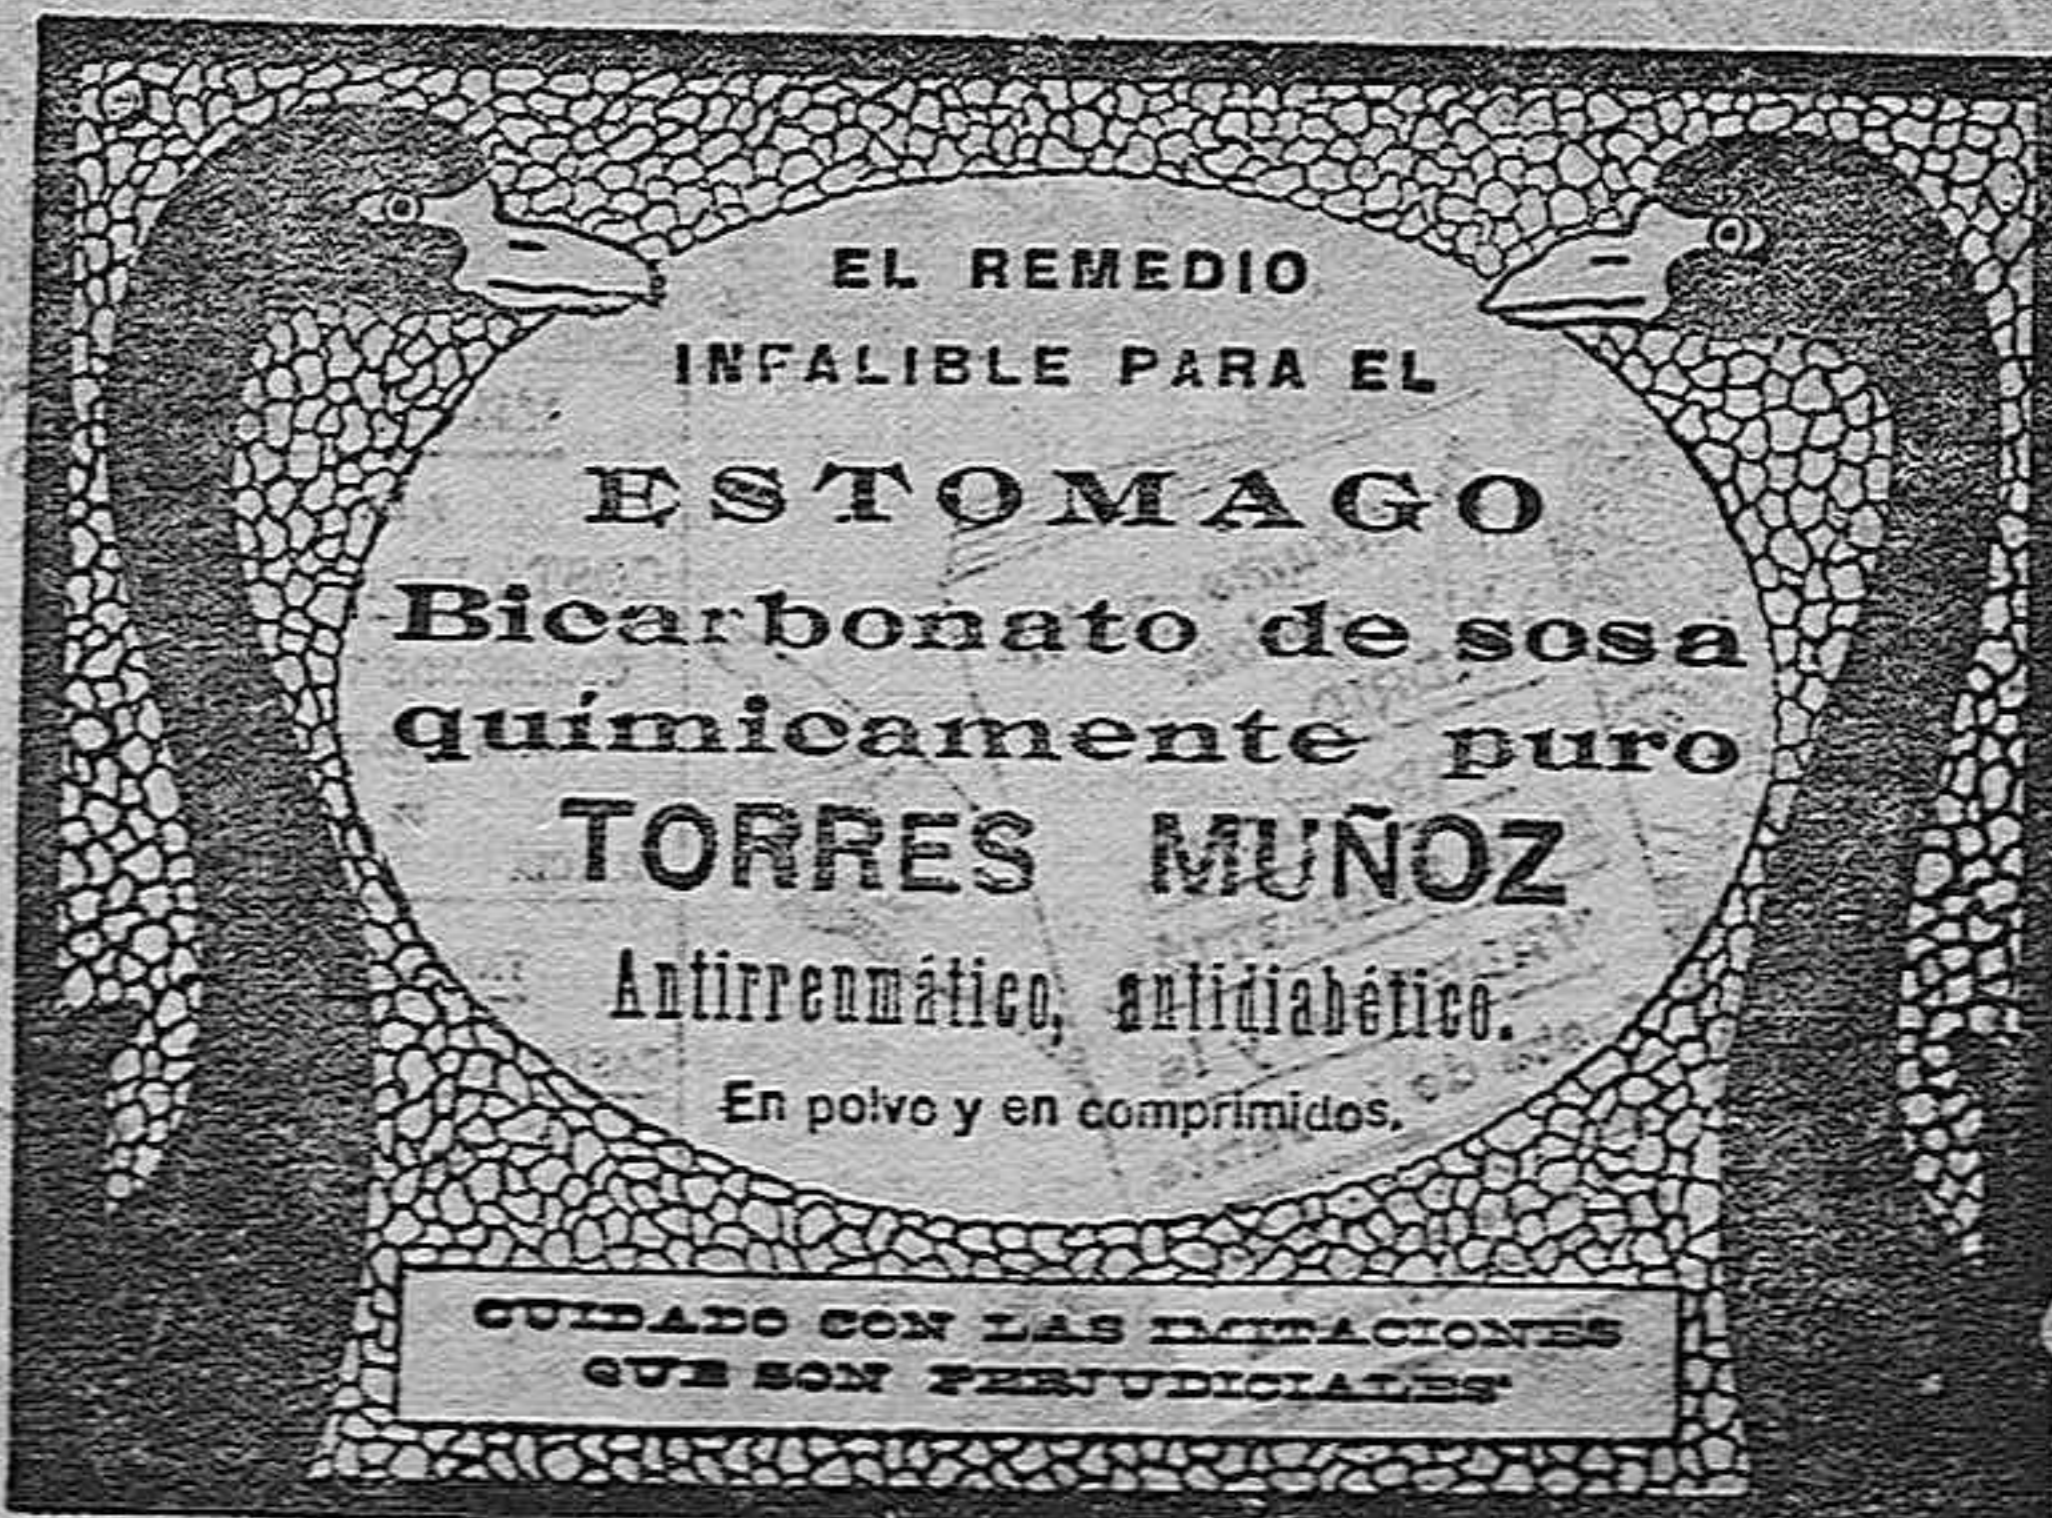 EL REMEDIO
INFALIBLE PARA EL
ESTOMAGO
Bicarbonato de sosa
químicamente puro
TORRES MUÑOZ
Antirreumático, antidiabético.
En polvo y en comprimidos.
CUIDADO CON LAS IMITACIONES
QUE SON PERJUDICIALES